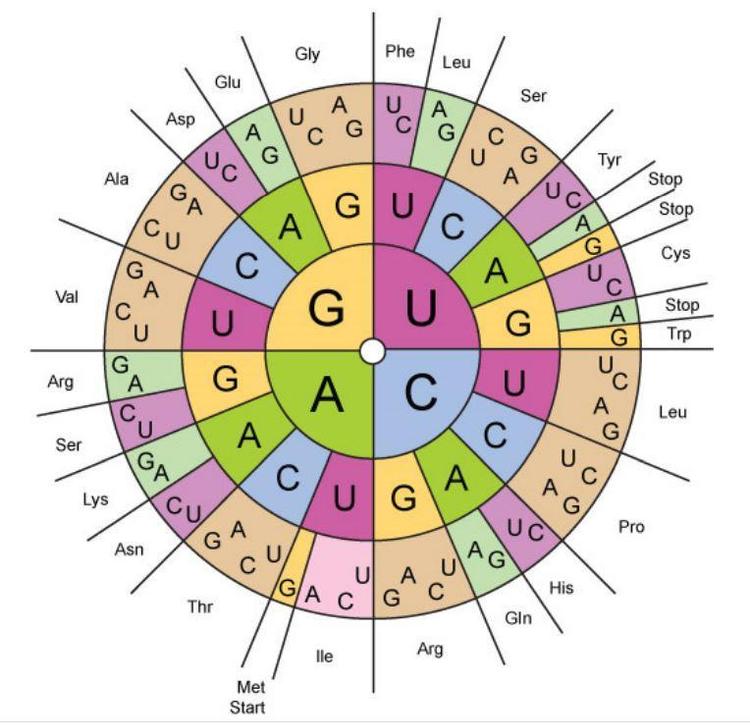 Phe
Leu
Ser
Tyr
Stop
Stop
Cys
Stop
Trp
Leu
Pro
His
Gln
Arg
Ile
Met
Start
Thr
Asn
Lys
Ser
Arg
Val
Ala
Asp
Glu
Gly
U C
A G
U C A G
U C
A
G
U C
A
G
U C A G
U C A G
U C
A G
U C A G
U C A
G
U C A G
U C
A G
U C
A G
U C A G
U C A G
U C
A G
U C A G
U C A G
U C A G
U C A G
U C A G
G U
A C